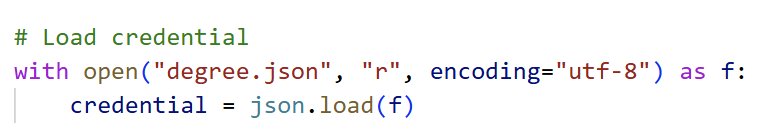 # Load credential
with open("degree.json", "r", encoding="utf-8") as f:
    credential = json.load(f)